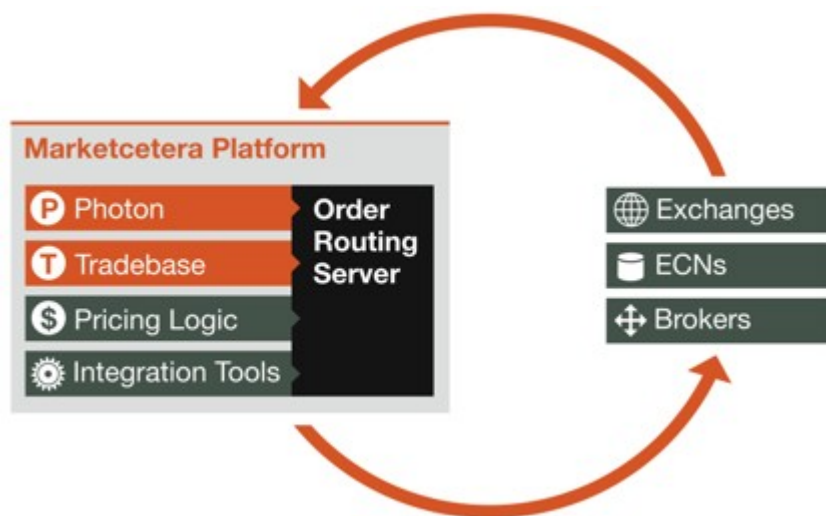 Marketcetera Platform
P Photon
T Tradebase
$ Pricing Logic
Integration Tools
Order
Routing
Server
Exchanges
ECNs
Brokers